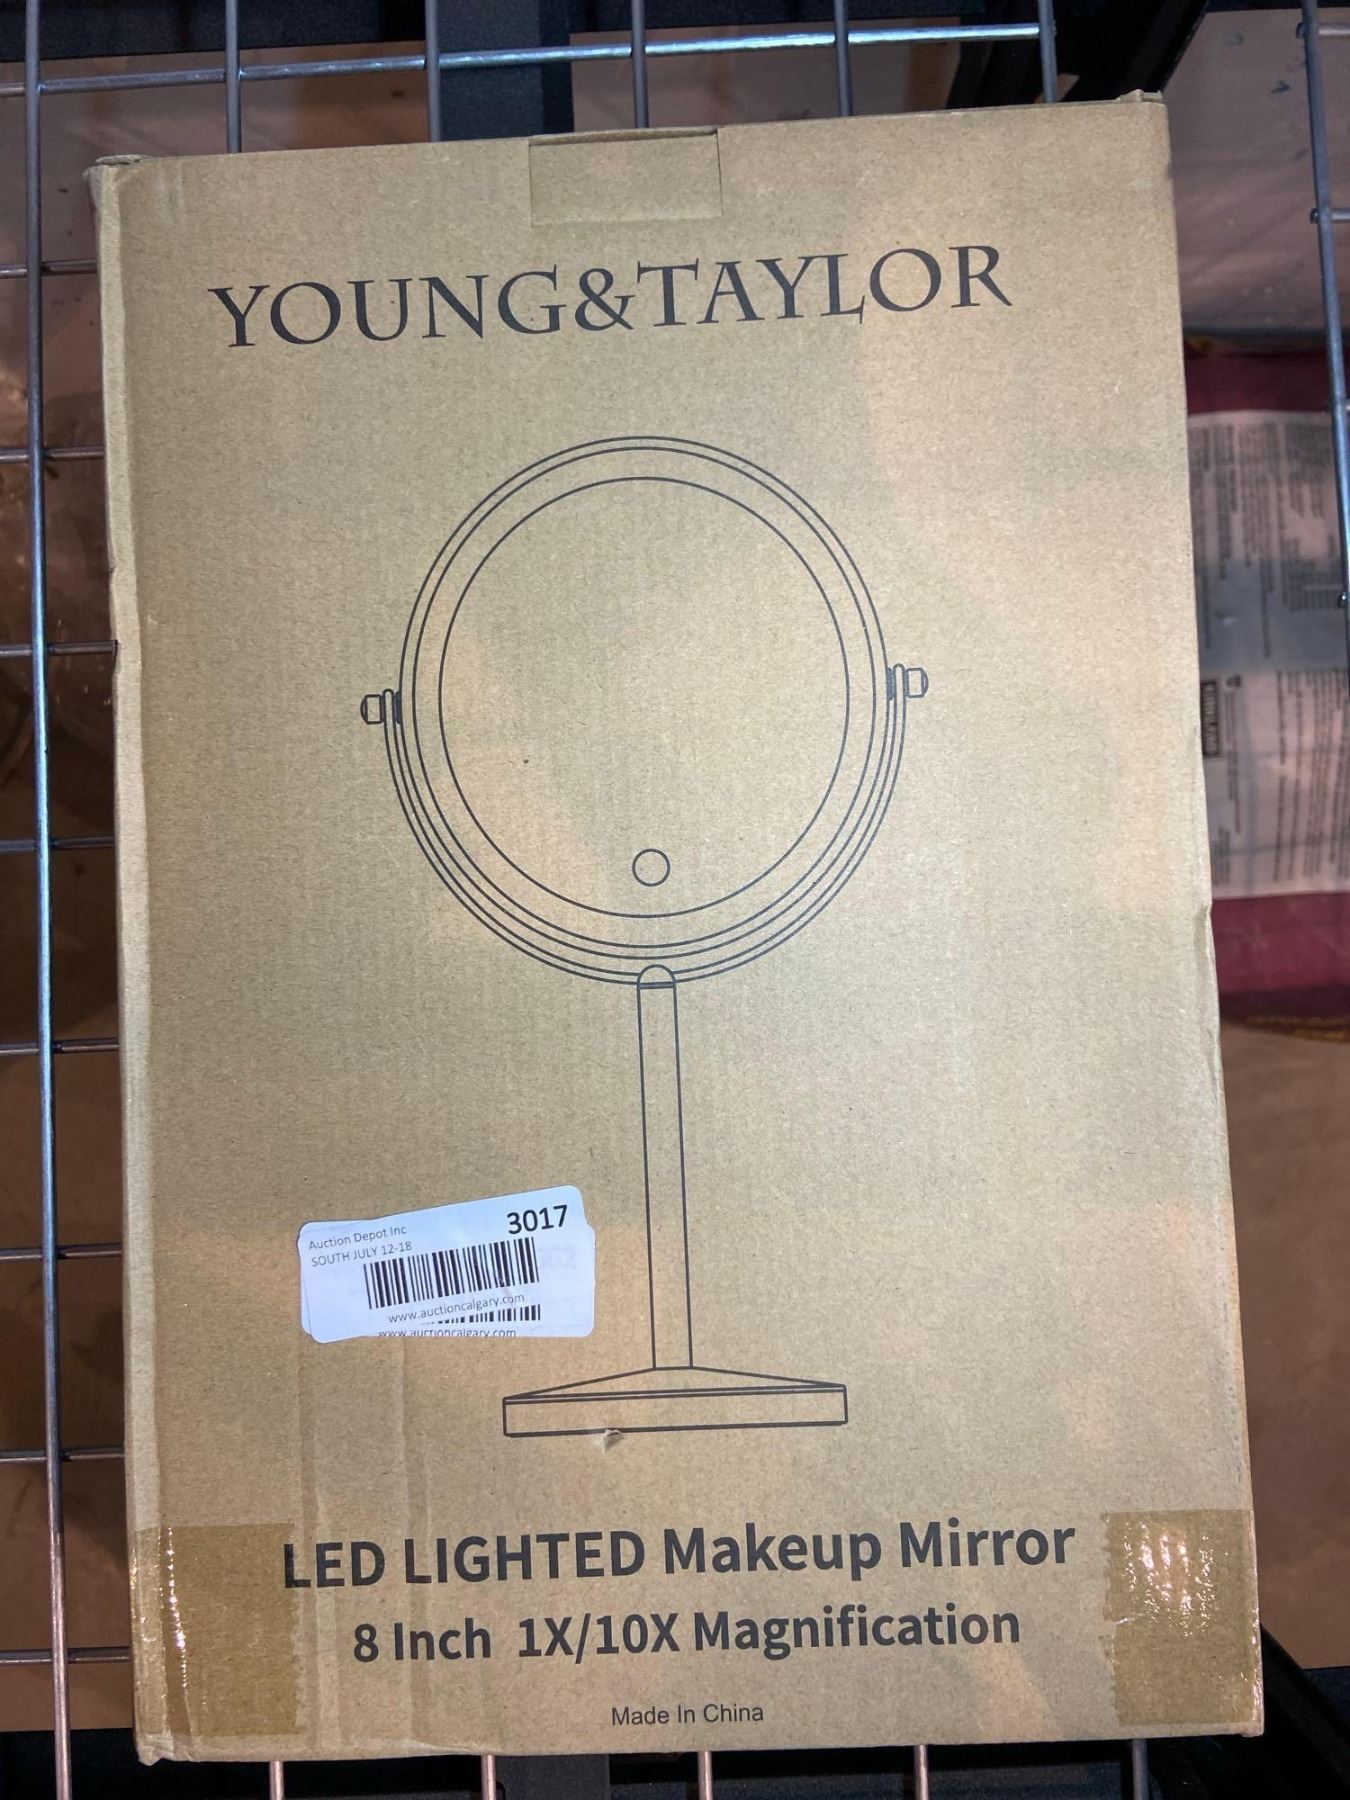 YOUNG&TAYLOR
Auction Depot Inc
3017
SOUTH JULY 12-18
www.auctioncalgary.com
www.auctioncalgary.com
LED LIGHTED Makeup Mirror
8 Inch 1X/10X Magnification
Made In China